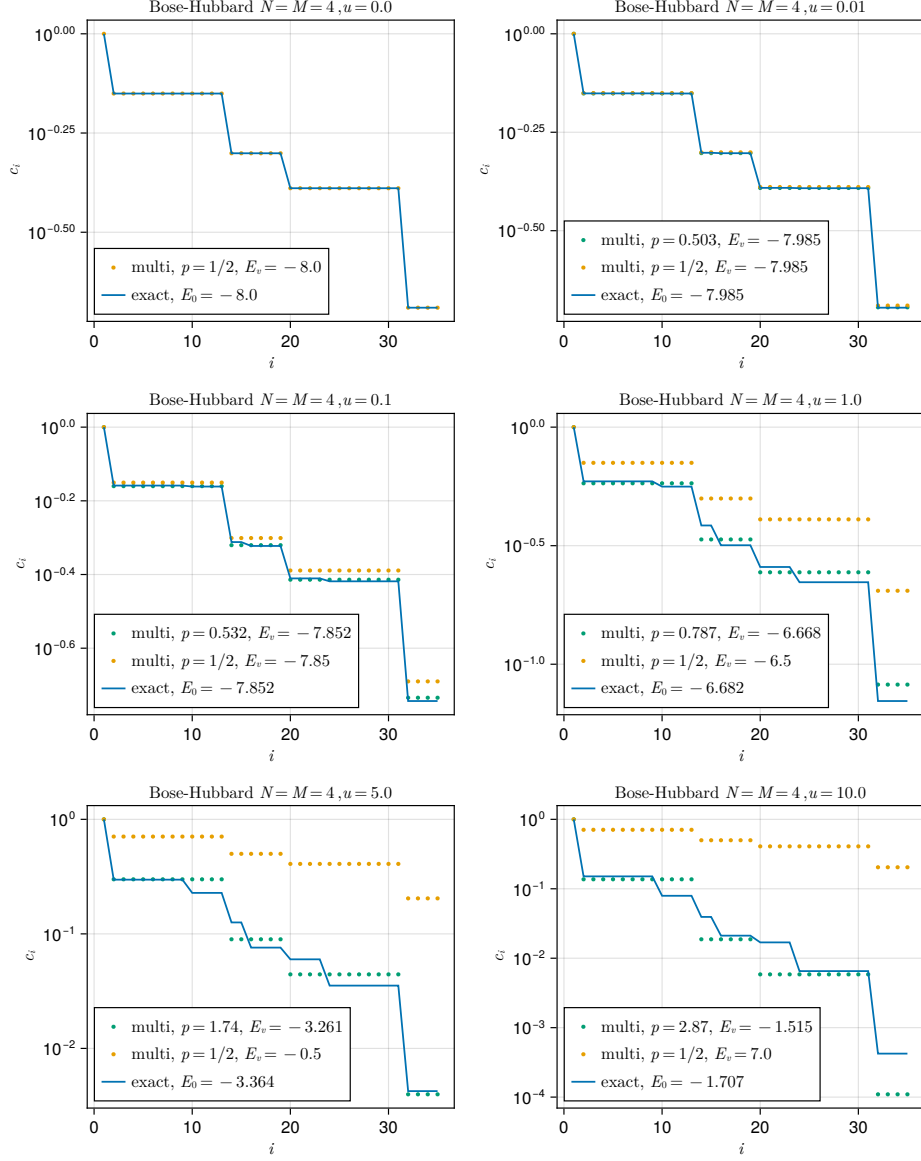 Bose-Hubbard N = M = 4 , u = 0.0
10^0.00
10^−0.25
10^−0.50
c_i
multi, p = 1/2, E_v = −8.0
exact, E_0 = −8.0
0 10 20 30
i
Bose-Hubbard N = M = 4 , u = 0.01
10^0.00
10^−0.25
10^−0.50
c_i
multi, p = 0.503, E_v = −7.985
multi, p = 1/2, E_v = −7.985
exact, E_0 = −7.985
0 10 20 30
i
Bose-Hubbard N = M = 4 , u = 0.1
10^0.0
10^−0.2
10^−0.4
10^−0.6
c_i
multi, p = 0.532, E_v = −7.852
multi, p = 1/2, E_v = −7.85
exact, E_0 = −7.852
0 10 20 30
i
Bose-Hubbard N = M = 4 , u = 1.0
10^0.0
10^−0.5
10^−1.0
c_i
multi, p = 0.787, E_v = −6.668
multi, p = 1/2, E_v = −6.5
exact, E_0 = −6.682
0 10 20 30
i
Bose-Hubbard N = M = 4 , u = 5.0
10^0
10^−1
10^−2
c_i
multi, p = 1.74, E_v = −3.261
multi, p = 1/2, E_v = −0.5
exact, E_0 = −3.364
0 10 20 30
i
Bose-Hubbard N = M = 4 , u = 10.0
10^0
10^−1
10^−2
10^−3
10^−4
c_i
multi, p = 2.87, E_v = −1.515
multi, p = 1/2, E_v = 7.0
exact, E_0 = −1.707
0 10 20 30
i